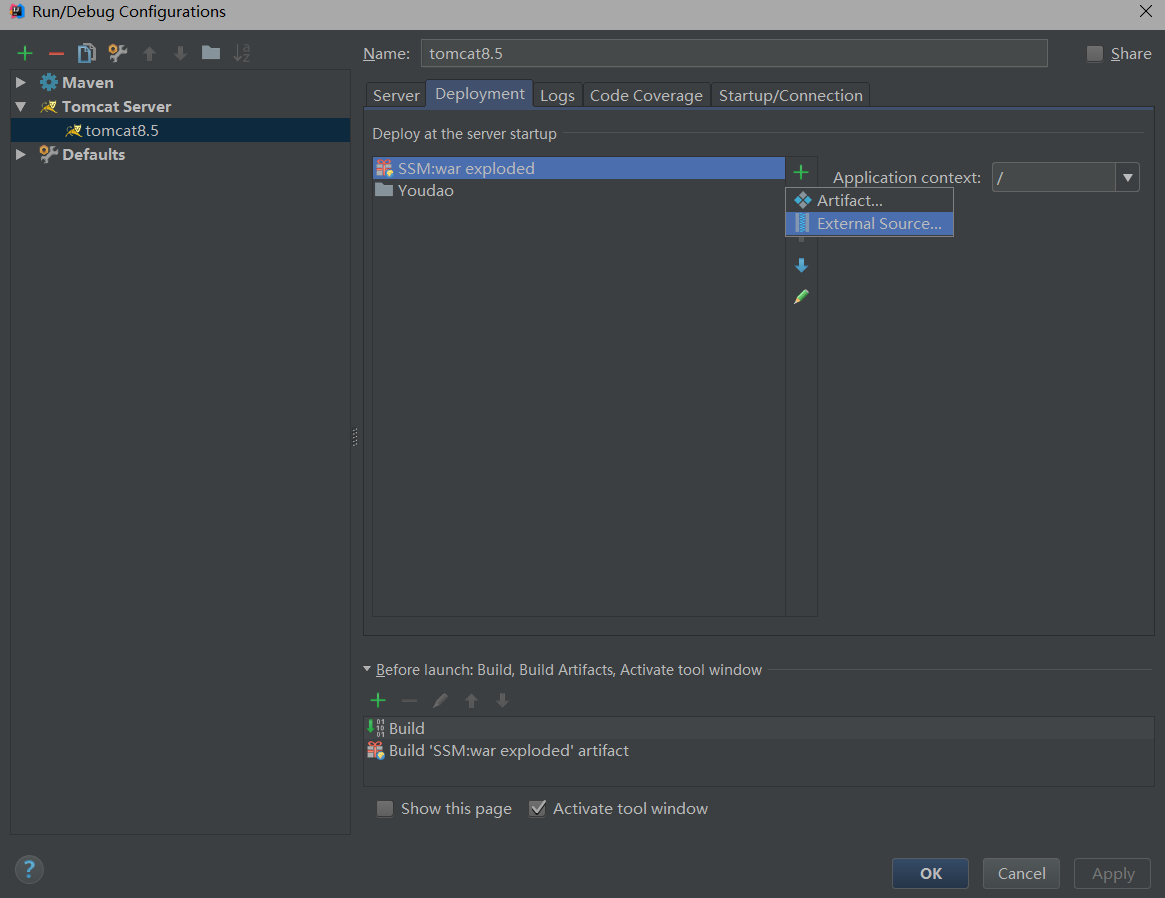 Run/Debug Configurations
Name: tomcat8.5 Share
Maven
Tomcat Server
tomcat8.5
Defaults
Server Deployment Logs Code Coverage Startup/Connection
Deploy at the server startup
SSM:war exploded
Youdao
Application context: /
Artifact...
External Source...
Before launch: Build, Build Artifacts, Activate tool window
Build
Build 'SSM:war exploded' artifact
Show this page Activate tool window
? OK Cancel Apply